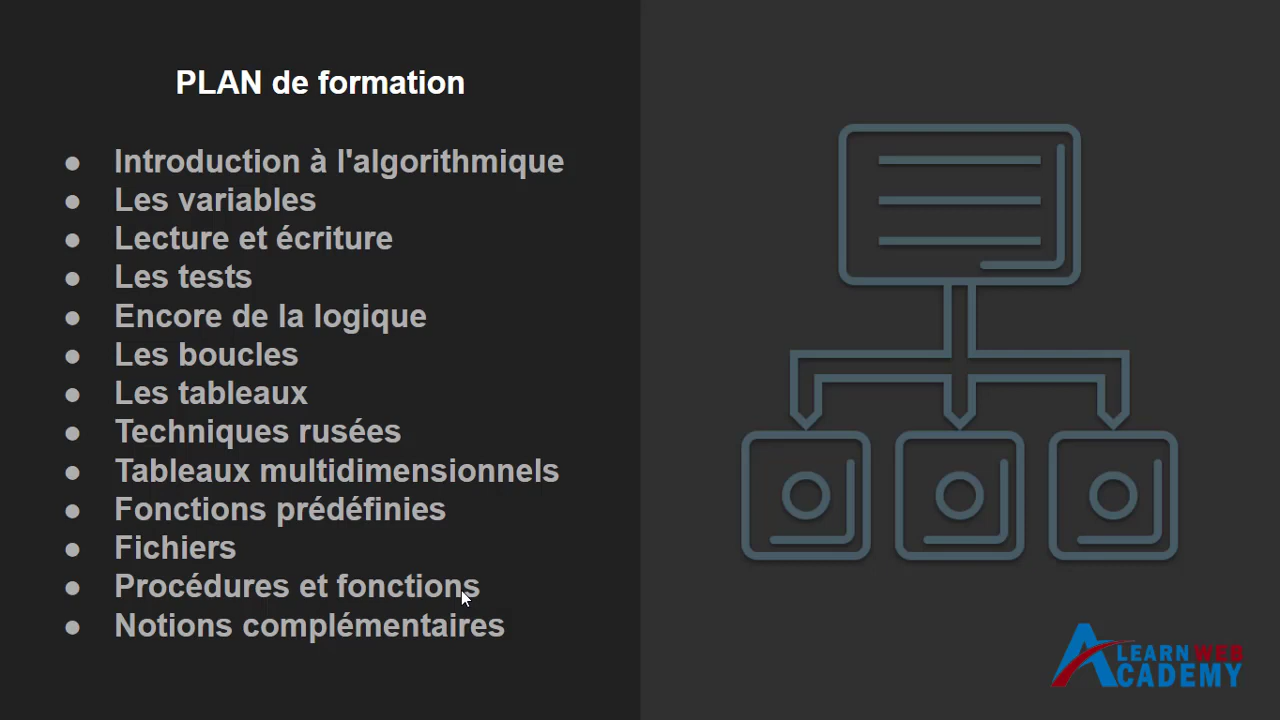 PLAN de formation
● Introduction à l'algorithmique
● Les variables
● Lecture et écriture
● Les tests
● Encore de la logique
● Les boucles
● Les tableaux
● Techniques rusées
● Tableaux multidimensionnels
● Fonctions prédéfinies
● Fichiers
● Procédures et fonctions
● Notions complémentaires
LEARN WEB
ACADEMY